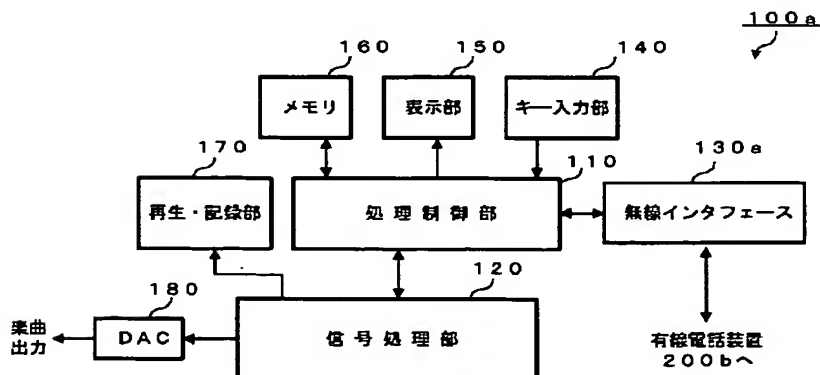 100a
160
150
140
メモリ
表示部
キー入力部
170
110
130a
再生・記録部
処理制御部
無線インタフェース
120
180
楽曲
出力
DAC
信号処理部
有線電話装置
200bへ